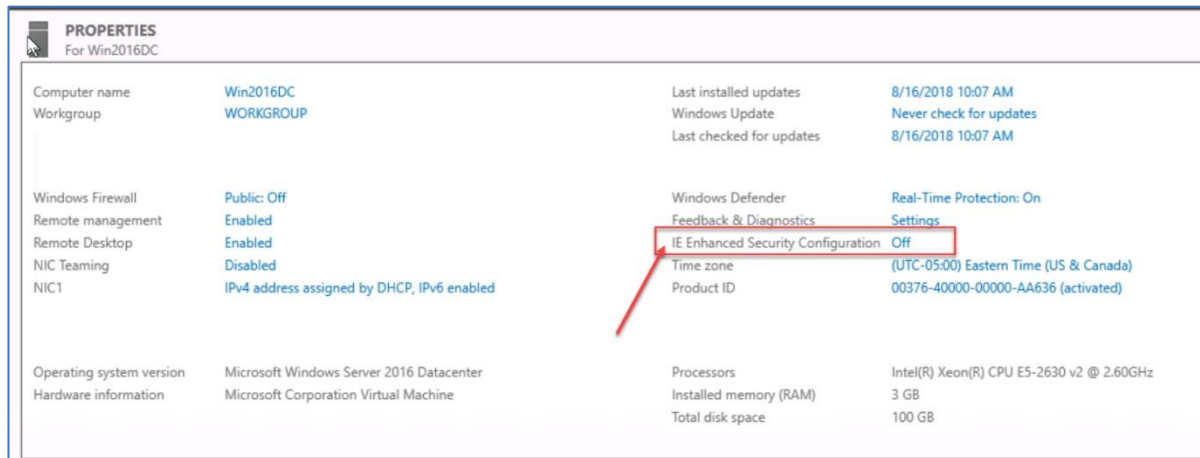 PROPERTIES
For Win2016DC
Computer name Win2016DC
Workgroup WORKGROUP
Last installed updates 8/16/2018 10:07 AM
Windows Update Never check for updates
Last checked for updates 8/16/2018 10:07 AM
Windows Firewall Public: Off
Remote management Enabled
Remote Desktop Enabled
NIC Teaming Disabled
NIC1 IPv4 address assigned by DHCP, IPv6 enabled
Windows Defender Real-Time Protection: On
Feedback & Diagnostics Settings
IE Enhanced Security Configuration Off
Time zone (UTC-05:00) Eastern Time (US & Canada)
Product ID 00376-40000-00000-AA636 (activated)
Operating system version Microsoft Windows Server 2016 Datacenter
Hardware information Microsoft Corporation Virtual Machine
Processors Intel(R) Xeon(R) CPU E5-2630 v2 @ 2.60GHz
Installed memory (RAM) 3 GB
Total disk space 100 GB